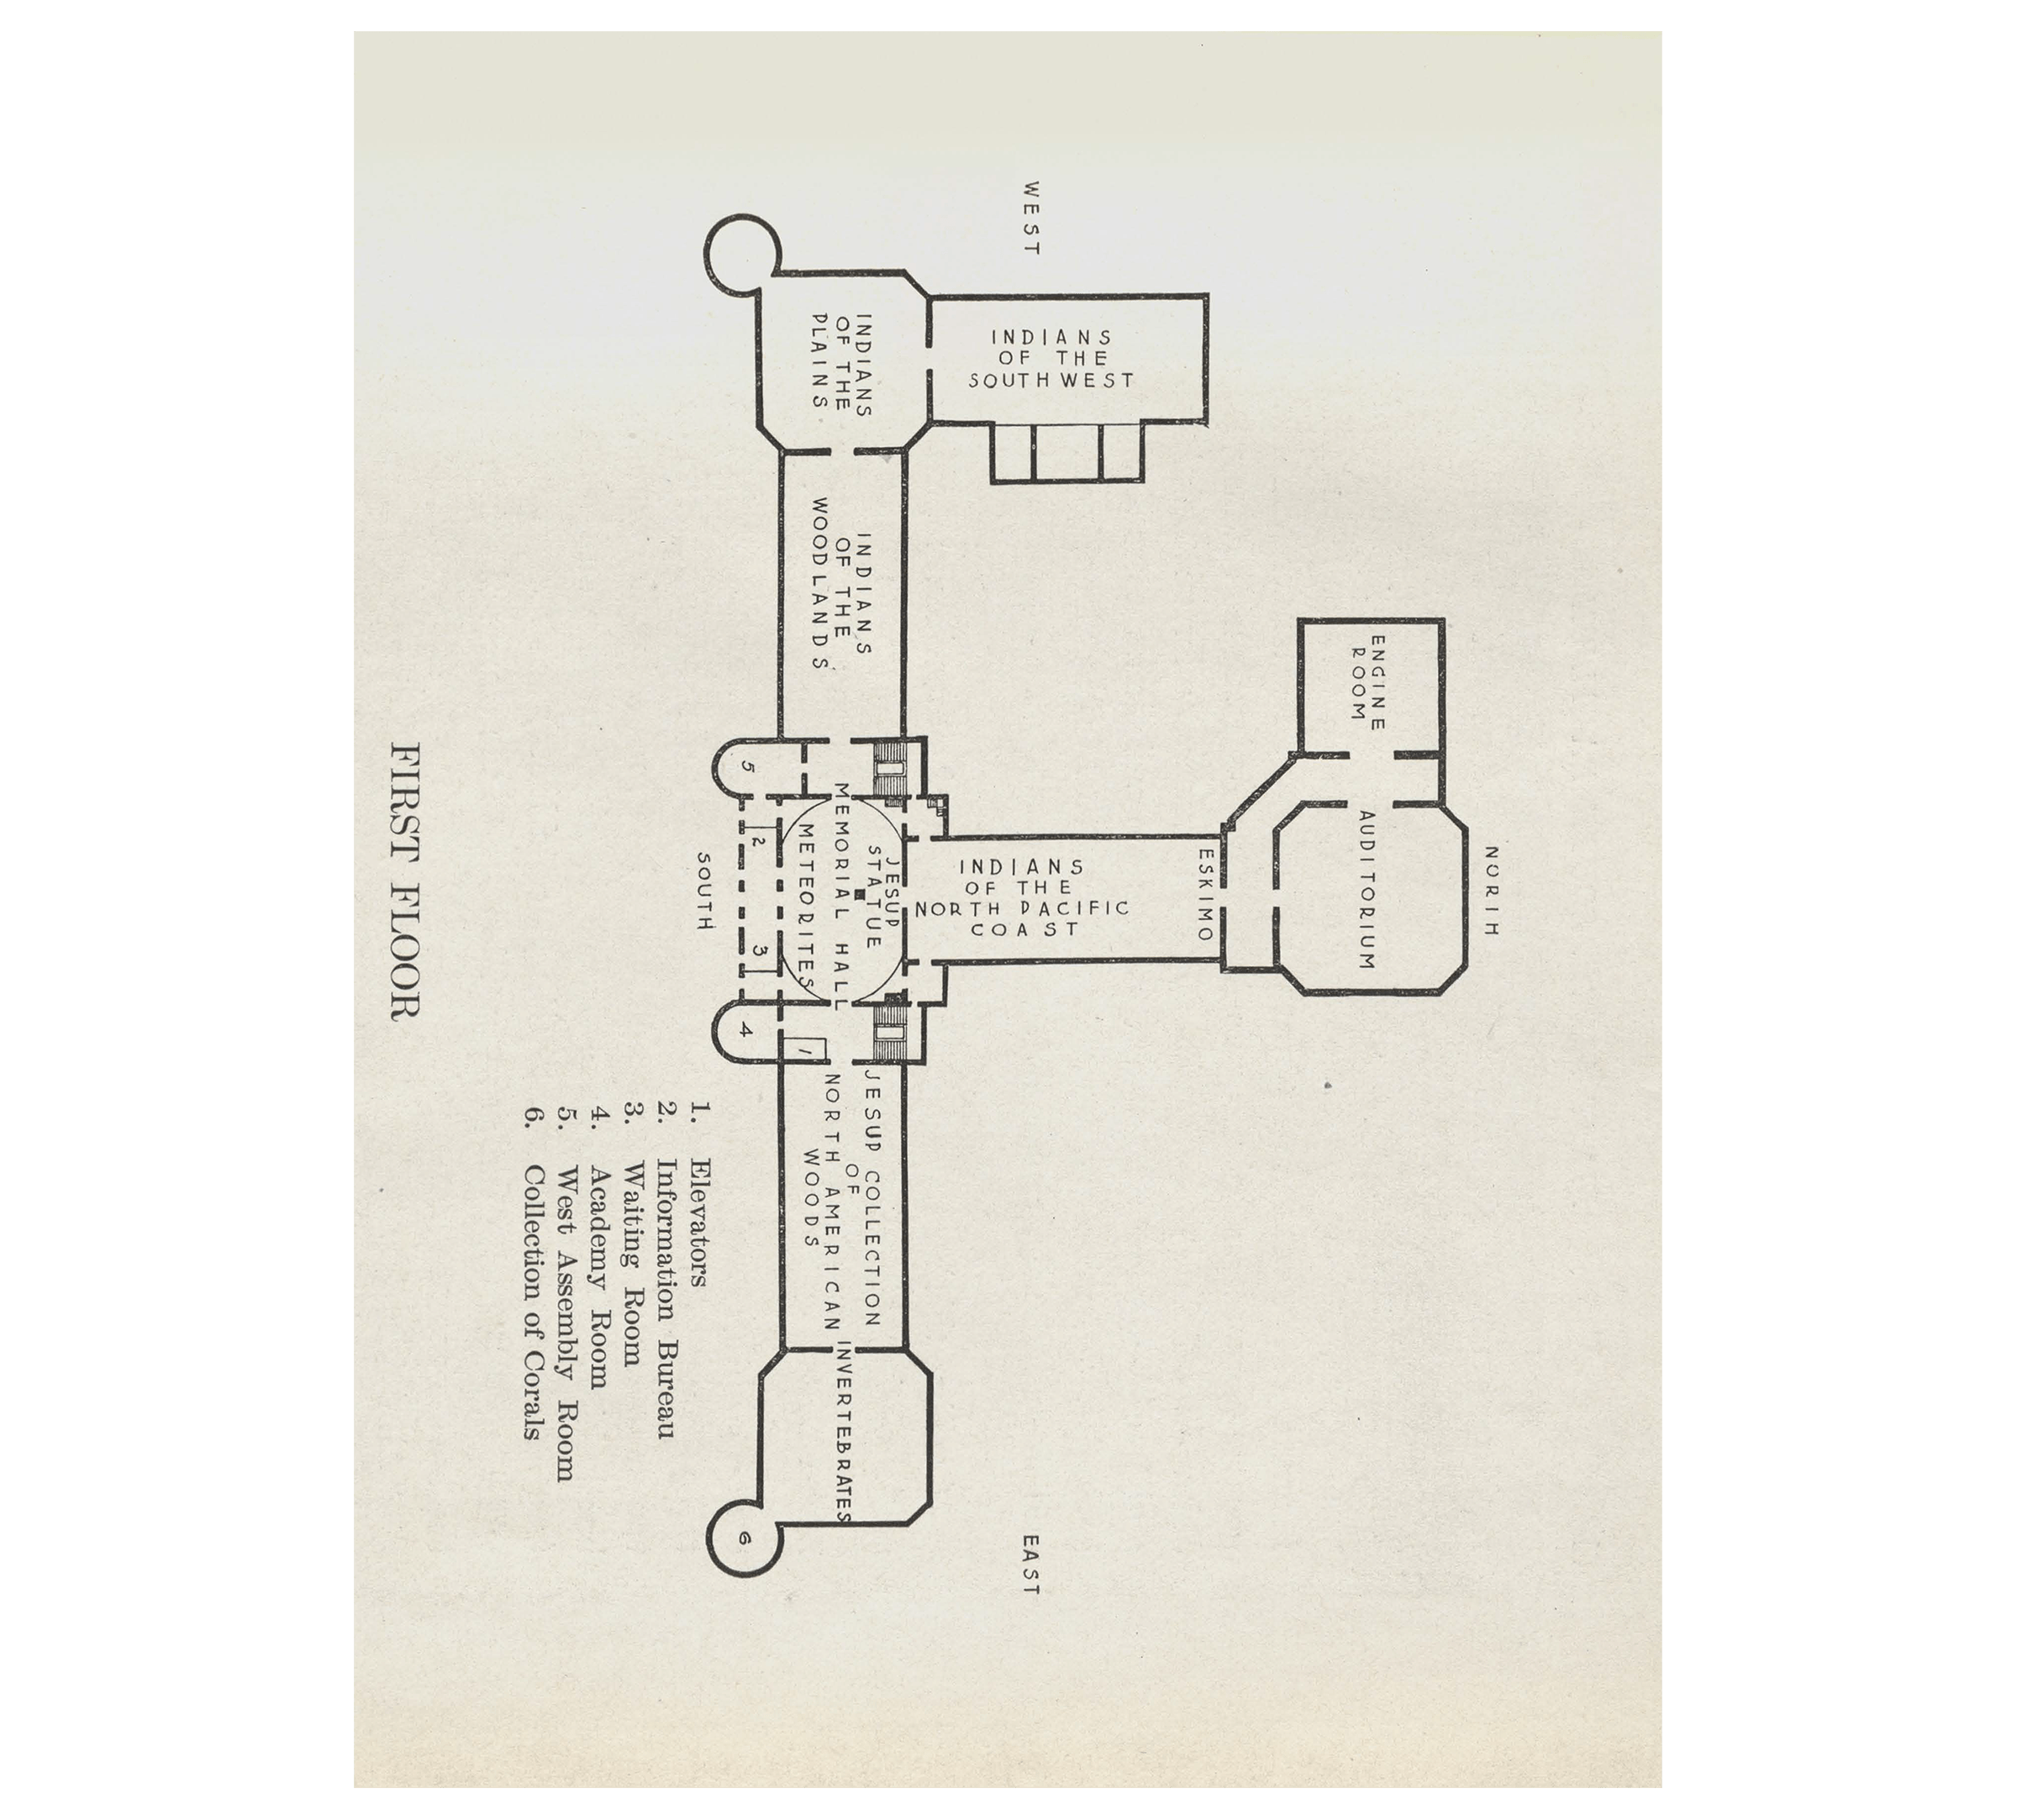 WEST
INDIANS
OF THE
SOUTHWEST
INDIANS
OF THE
PLAINS
INDIANS
OF THE
WOODLANDS
ENGINE
ROOM
AUDITORIUM
NORTH
ESKIMO
INDIANS
OF THE
NORTH PACIFIC
COAST
JESUP
STATUE
MEMORIAL HALL
METEORITES
5
2
3
4
1
SOUTH
JESUP COLLECTION
OF
NORTH AMERICAN
WOODS
INVERTEBRATES
6
EAST
1. Elevators
2. Information Bureau
3. Waiting Room
4. Academy Room
5. West Assembly Room
6. Collection of Corals
FIRST FLOOR